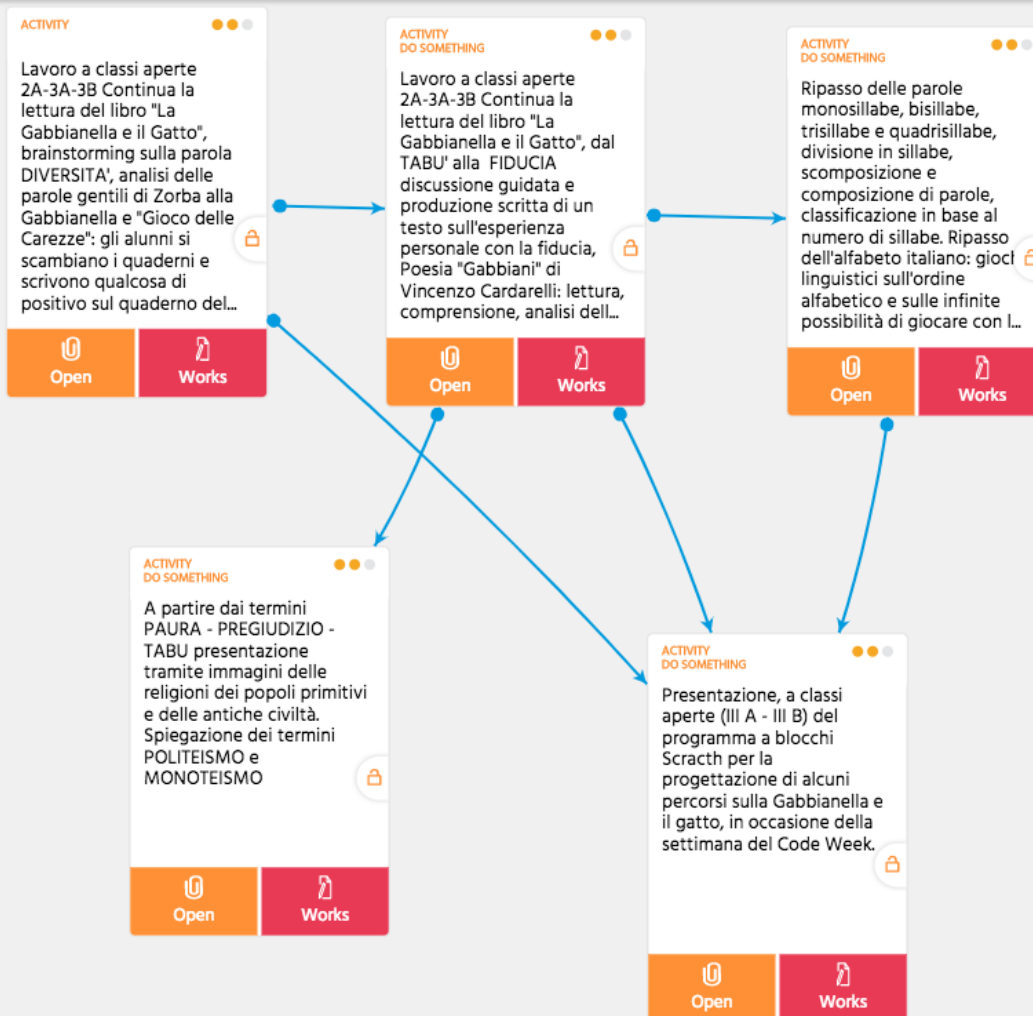 ACTIVITY
Lavoro a classi aperte
2A-3A-3B Continua la
lettura del libro "La
Gabbianella e il Gatto",
brainstorming sulla parola
DIVERSITA', analisi delle
parole gentili di Zorba alla
Gabbianella e "Gioco delle
Carezze": gli alunni si
scambiano i quaderni e
scrivono qualcosa di
positivo sul quaderno del...
Open
Works
ACTIVITY
DO SOMETHING
Lavoro a classi aperte
2A-3A-3B Continua la
lettura del libro "La
Gabbianella e il Gatto", dal
TABU' alla FIDUCIA
discussione guidata e
produzione scritta di un
testo sull'esperienza
personale con la fiducia,
Poesia "Gabbiani" di
Vincenzo Cardarelli: lettura,
comprensione, analisi dell...
Open
Works
ACTIVITY
DO SOMETHING
Ripasso delle parole
monosillabe, bisillabe,
trisillabe e quadrisillabe,
divisione in sillabe,
scomposizione e
composizione di parole,
classificazione in base al
numero di sillabe. Ripasso
dell'alfabeto italiano:
linguistici sull'ordine
alfabetico e sulle infinite
possibilità di giocare con l...
Open
Works
ACTIVITY
DO SOMETHING
A partire dai termini
PAURA - PREGIUDIZIO -
TABU presentazione
tramite immagini delle
religioni dei popoli primitivi
e delle antiche civiltà.
Spiegazione dei termini
POLITEISMO e
MONOTEISMO
Open
Works
ACTIVITY
DO SOMETHING
Presentazione, a classi
aperte (III A - III B) del
programma a blocchi
Scracth per la
progettazione di alcuni
percorsi sulla Gabbianella e
il gatto, in occasione della
settimana del Code Week.
Open
Works